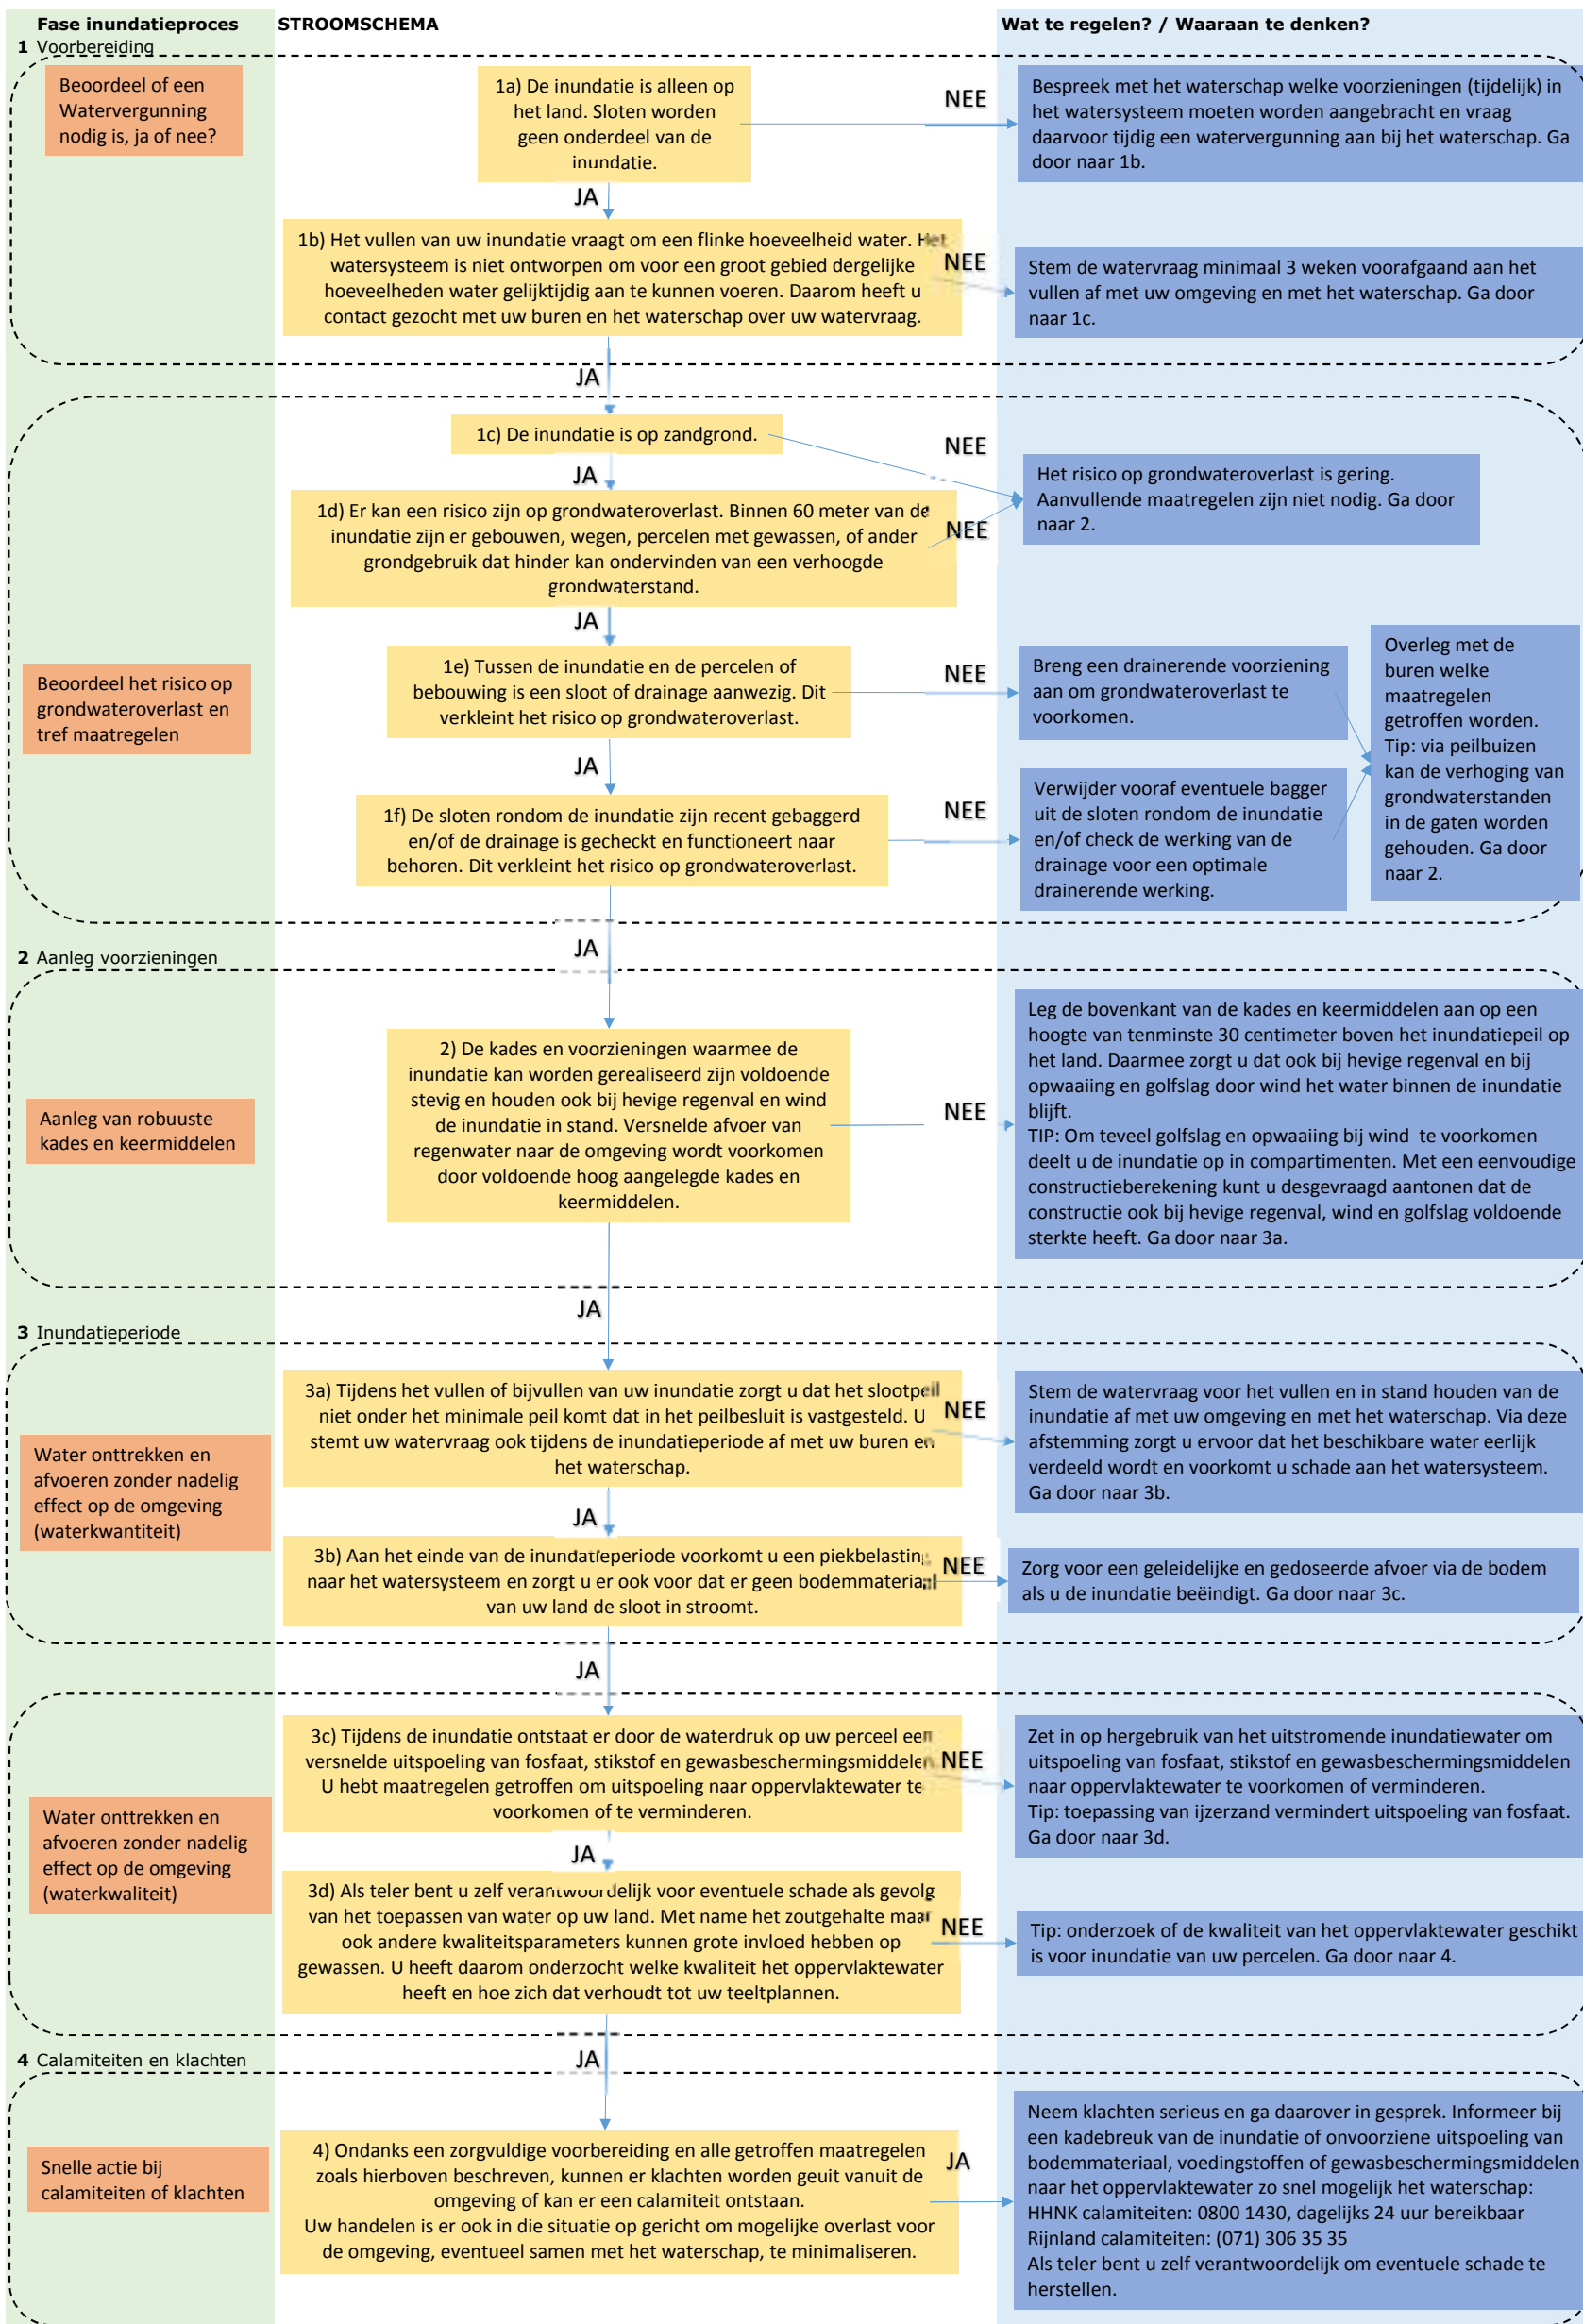 Fase inundatieproces
STROOMSCHEMA
Wat te regelen? / Waaraan te denken?
1 Voorbereiding
Beoordeel of een
Watervergunning
nodig is, ja of nee?
1a) De inundatie is alleen op
het land. Sloten worden
geen onderdeel van de
inundatie.
NEE
Bespreek met het waterschap welke voorzieningen (tijdelijk) in
het watersysteem moeten worden aangebracht en vraag
daarvoor tijdig een watervergunning aan bij het waterschap. Ga
door naar 1b.
JA
1b) Het vullen van uw inundatie vraagt om een flinke hoeveelheid water. Het
watersysteem is niet ontworpen om voor een groot gebied dergelijke
hoeveelheden water gelijktijdig aan te kunnen voeren. Daarom heeft u
contact gezocht met uw buren en het waterschap over uw watervraag.
NEE
Stem de watervraag minimaal 3 weken voorafgaand aan het
vullen af met uw omgeving en met het waterschap. Ga door
naar 1c.
JA
1c) De inundatie is op zandgrond.
NEE
Het risico op grondwateroverlast is gering.
Aanvullende maatregelen zijn niet nodig. Ga door
naar 2.
JA
1d) Er kan een risico zijn op grondwateroverlast. Binnen 60 meter van de
inundatie zijn er gebouwen, wegen, percelen met gewassen, of ander
grondgebruik dat hinder kan ondervinden van een verhoogde
grondwaterstand.
NEE
JA
Beoordeel het risico op
grondwateroverlast en
tref maatregelen
1e) Tussen de inundatie en de percelen of
bebouwing is een sloot of drainage aanwezig. Dit
verkleint het risico op grondwateroverlast.
NEE
Breng een drainerende voorziening
aan om grondwateroverlast te
voorkomen.
Overleg met de
buren welke
maatregelen
getroffen worden.
Tip: via peilbuizen
kan de verhoging van
grondwaterstanden
in de gaten worden
gehouden. Ga door
naar 2.
JA
1f) De sloten rondom de inundatie zijn recent gebaggerd
en/of de drainage is gecheckt en functioneert naar
behoren. Dit verkleint het risico op grondwateroverlast.
NEE
Verwijder vooraf eventuele bagger
uit de sloten rondom de inundatie
en/of check de werking van de
drainage voor een optimale
drainerende werking.
JA
2 Aanleg voorzieningen
Aanleg van robuuste
kades en keermiddelen
2) De kades en voorzieningen waarmee de
inundatie kan worden gerealiseerd zijn voldoende
stevig en houden ook bij hevige regenval en wind
de inundatie in stand. Versnelde afvoer van
regenwater naar de omgeving wordt voorkomen
door voldoende hoog aangelegde kades en
keermiddelen.
NEE
Leg de bovenkant van de kades en keermiddelen aan op een
hoogte van tenminste 30 centimeter boven het inundatiepeil op
het land. Daarmee zorgt u dat ook bij hevige regenval en bij
opwaaiing en golfslag door wind het water binnen de inundatie
blijft.
TIP: Om teveel golfslag en opwaaiing bij wind te voorkomen
deelt u de inundatie op in compartimenten. Met een eenvoudige
constructieberekening kunt u desgevraagd aantonen dat de
constructie ook bij hevige regenval, wind en golfslag voldoende
sterkte heeft. Ga door naar 3a.
JA
3 Inundatieperiode
Water onttrekken en
afvoeren zonder nadelig
effect op de omgeving
(waterkwantiteit)
3a) Tijdens het vullen of bijvullen van uw inundatie zorgt u dat het slootpeil
niet onder het minimale peil komt dat in het peilbesluit is vastgesteld. U
stemt uw watervraag ook tijdens de inundatieperiode af met uw buren en
het waterschap.
NEE
Stem de watervraag voor het vullen en in stand houden van de
inundatie af met uw omgeving en met het waterschap. Via deze
afstemming zorgt u ervoor dat het beschikbare water eerlijk
verdeeld wordt en voorkomt u schade aan het watersysteem.
Ga door naar 3b.
JA
3b) Aan het einde van de inundatieperiode voorkomt u een piekbelasting
naar het watersysteem en zorgt u er ook voor dat er geen bodemmateriaal
van uw land de sloot in stroomt.
NEE
Zorg voor een geleidelijke en gedoseerde afvoer via de bodem
als u de inundatie beëindigt. Ga door naar 3c.
JA
Water onttrekken en
afvoeren zonder nadelig
effect op de omgeving
(waterkwaliteit)
3c) Tijdens de inundatie ontstaat er door de waterdruk op uw perceel een
versnelde uitspoeling van fosfaat, stikstof en gewasbeschermingsmiddelen.
U hebt maatregelen getroffen om uitspoeling naar oppervlaktewater te
voorkomen of te verminderen.
NEE
Zet in op hergebruik van het uitstromende inundatiewater om
uitspoeling van fosfaat, stikstof en gewasbeschermingsmiddelen
naar oppervlaktewater te voorkomen of verminderen.
Tip: toepassing van ijzerzand vermindert uitspoeling van fosfaat.
Ga door naar 3d.
JA
3d) Als teler bent u zelf verantwoordelijk voor eventuele schade als gevolg
van het toepassen van water op uw land. Met name het zoutgehalte maar
ook andere kwaliteitsparameters kunnen grote invloed hebben op
gewassen. U heeft daarom onderzocht welke kwaliteit het oppervlaktewater
heeft en hoe zich dat verhoudt tot uw teeltplannen.
NEE
Tip: onderzoek of de kwaliteit van het oppervlaktewater geschikt
is voor inundatie van uw percelen. Ga door naar 4.
4 Calamiteiten en klachten
JA
Snelle actie bij
calamiteiten of klachten
4) Ondanks een zorgvuldige voorbereiding en alle getroffen maatregelen
zoals hierboven beschreven, kunnen er klachten worden geuit vanuit de
omgeving of kan er een calamiteit ontstaan.
Uw handelen is er ook in die situatie op gericht om mogelijke overlast voor
de omgeving, eventueel samen met het waterschap, te minimaliseren.
JA
Neem klachten serieus en ga daarover in gesprek. Informeer bij
een kadebreuk van de inundatie of onvoorziene uitspoeling van
bodemmateriaal, voedingstoffen of gewasbeschermingsmiddelen
naar het oppervlaktewater zo snel mogelijk het waterschap:
HHNK calamiteiten: 0800 1430, dagelijks 24 uur bereikbaar
Rijnland calamiteiten: (071) 306 35 35
Als teler bent u zelf verantwoordelijk om eventuele schade te
herstellen.